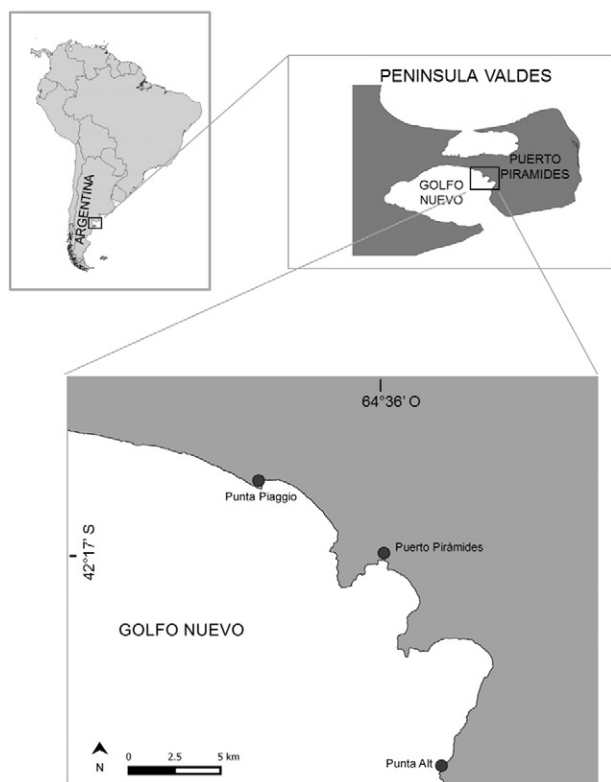 ARGENTINA
PENINSULA VALDES
PUERTO
PIRAMIDES
GOLFO
NUEVO
64°36' O
Punta Piaggio
42°17' S
Puerto Pirámides
GOLFO NUEVO
Punta Alt
N
0 2.5 5 km